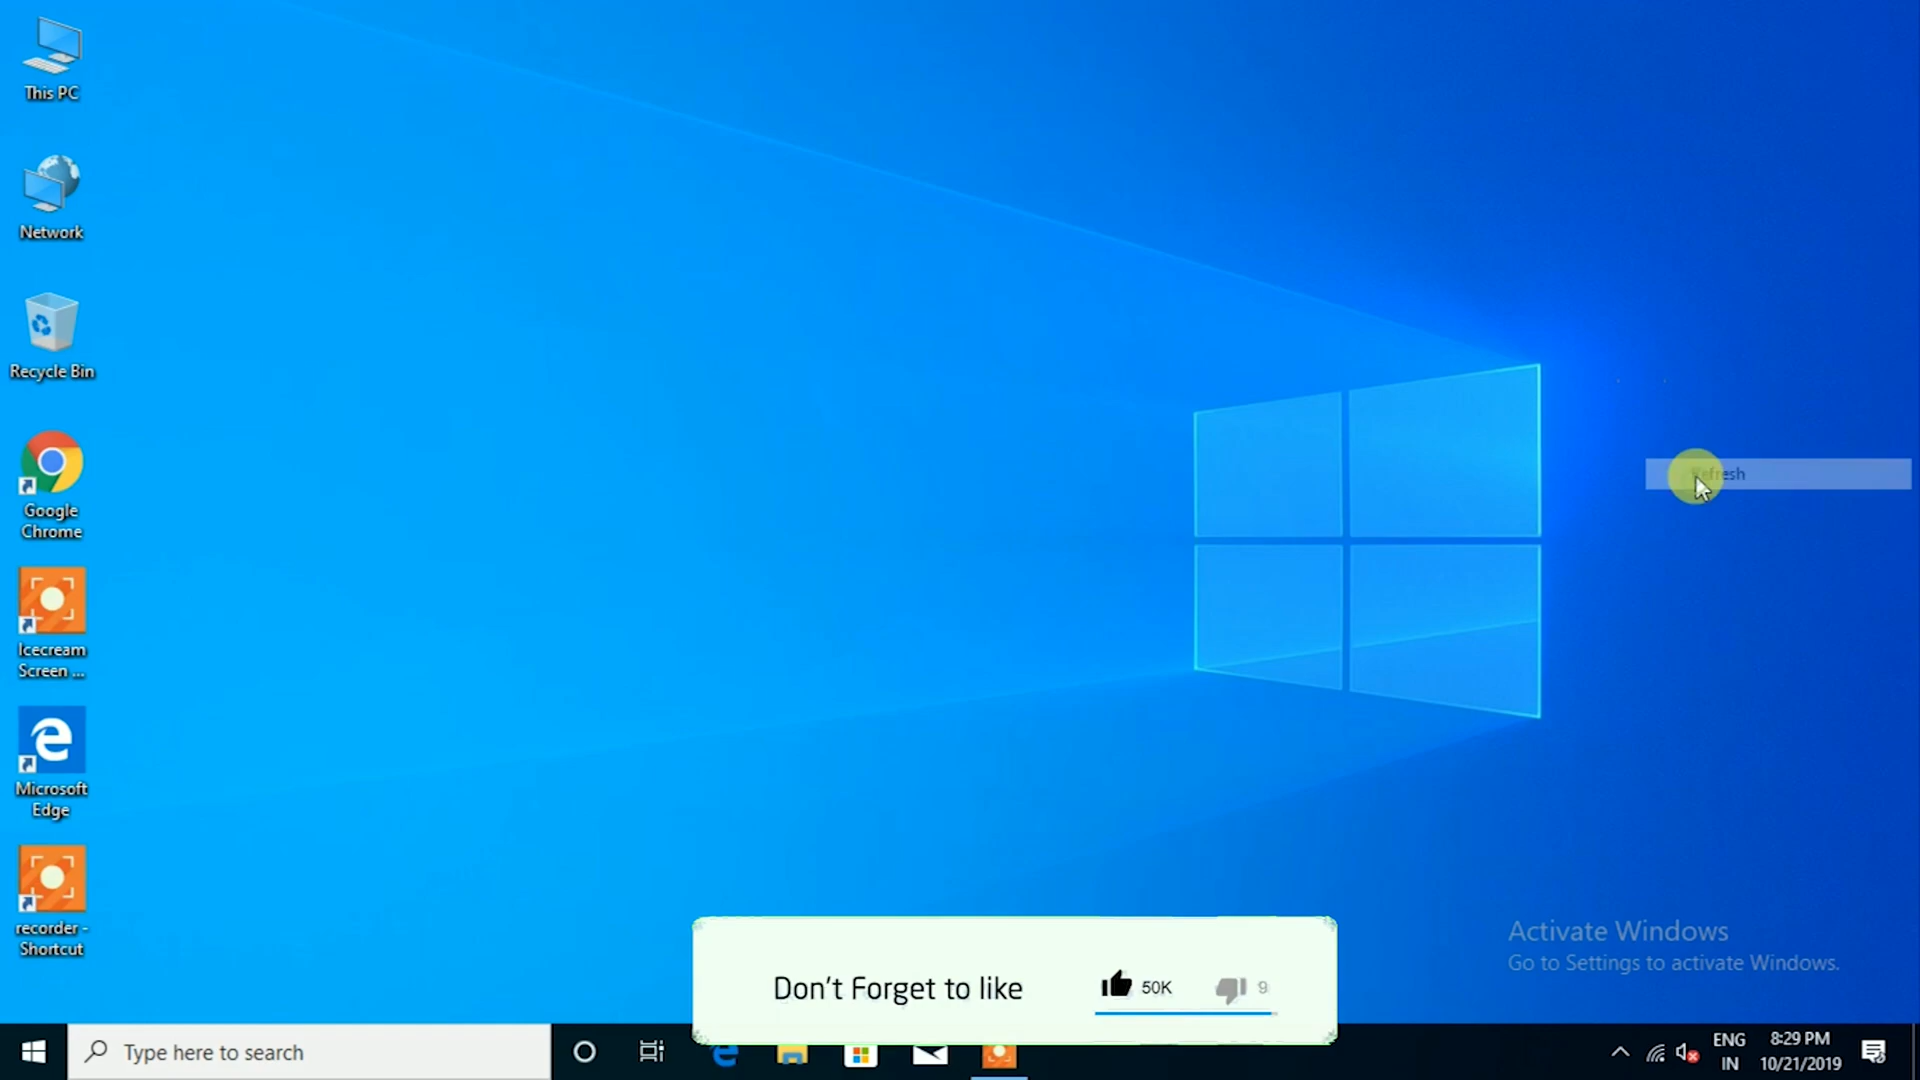 This PC
Network
Recycle Bin
Google
Chrome
Icecream
Screen ...
Microsoft
Edge
recorder -
Shortcut
Refresh
Activate Windows
Go to Settings to activate Windows.
Don't Forget to like
50K
9
Type here to search
ENG
IN
8:29 PM
10/21/2019